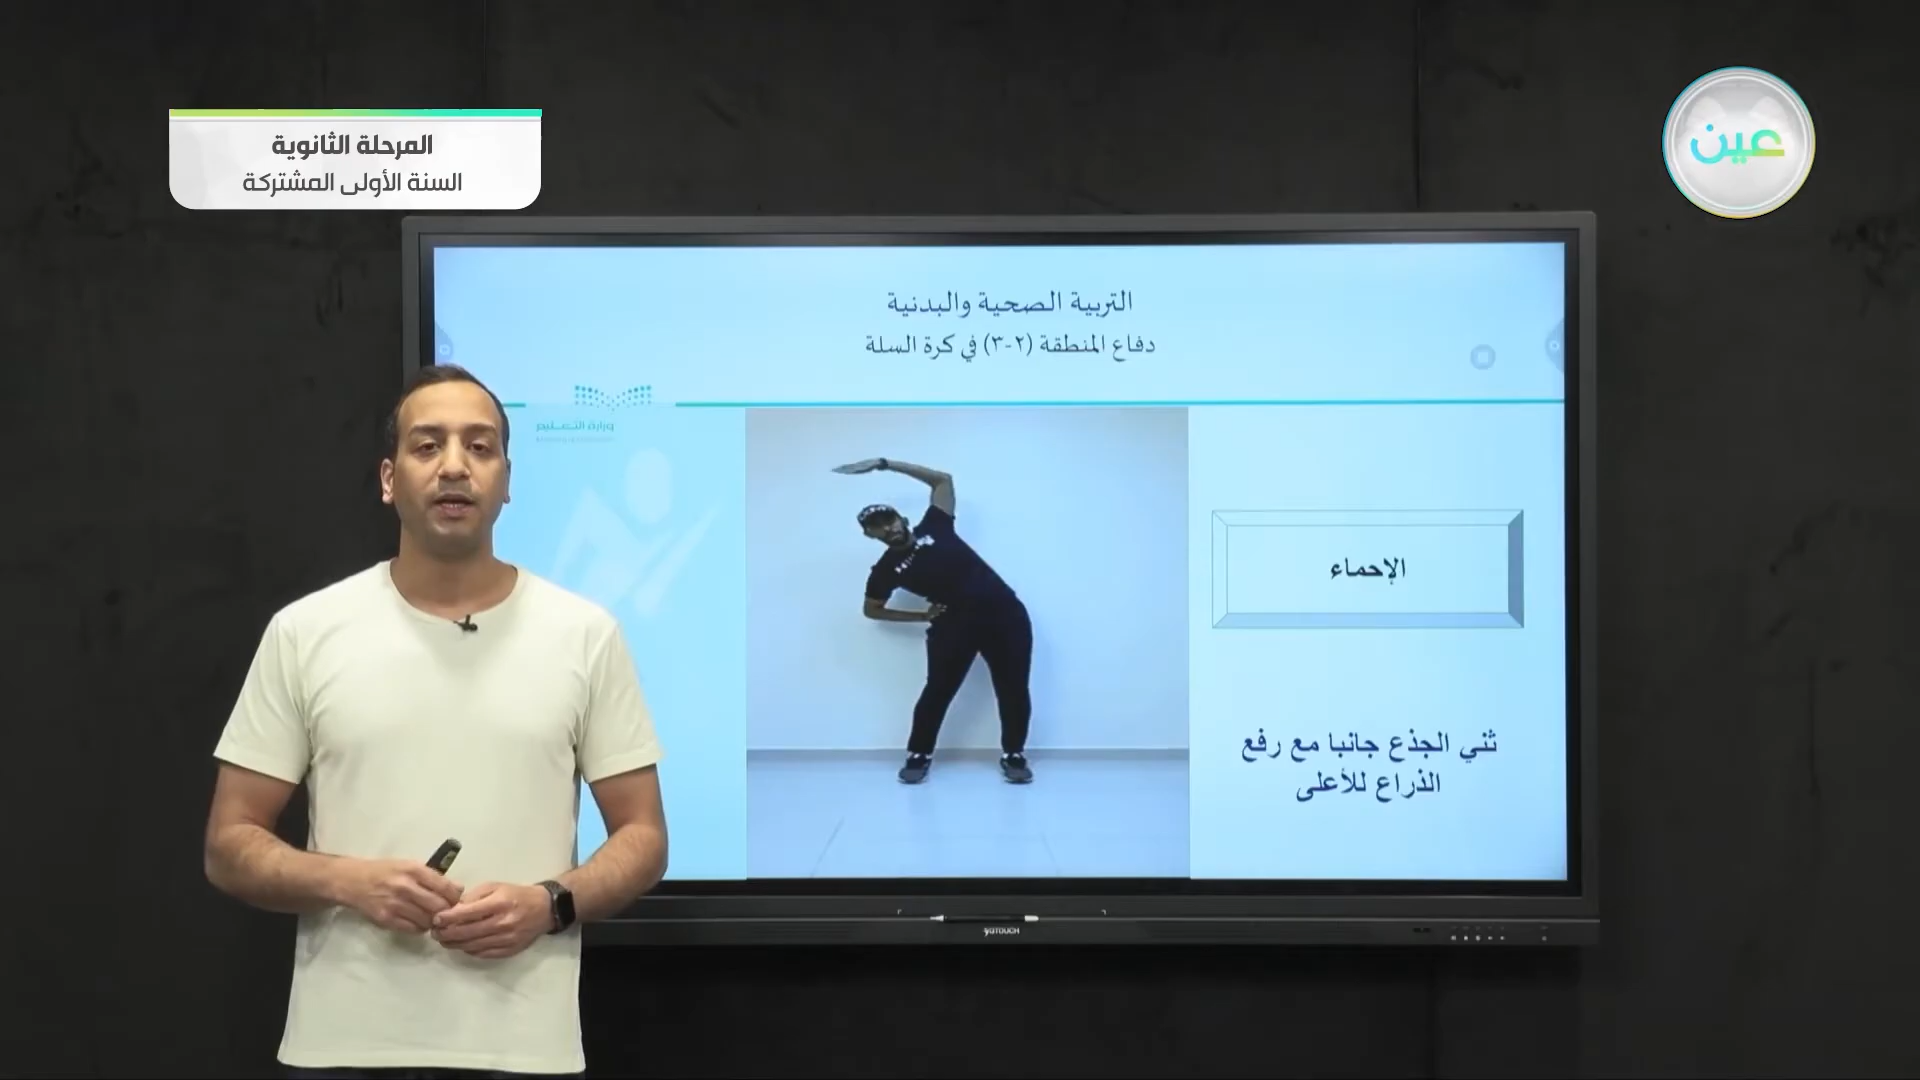 المرحلة الثانوية
السنة الأولى المشتركة
عين
التربية الصحية والبدنية
دفاع المنطقة (٢-٣) في كرة السلة
وزارة التعليم
الإحماء
ثني الجذع جانبا مع رفع
الذراع للأعلى
YQTOUCH